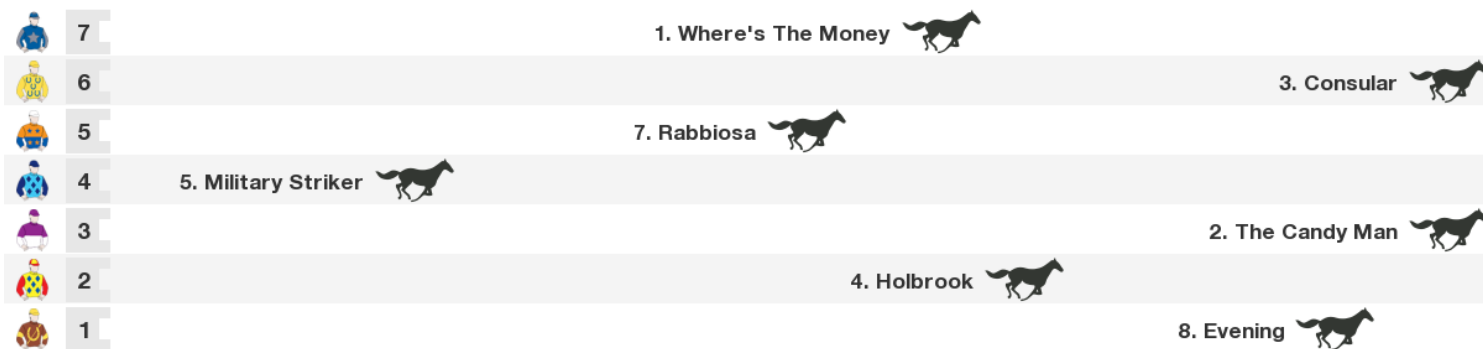 7 1. Where's The Money
6 3. Consular
5 7. Rabbiosa
4 5. Military Striker
3 2. The Candy Man
2 4. Holbrook
1 8. Evening